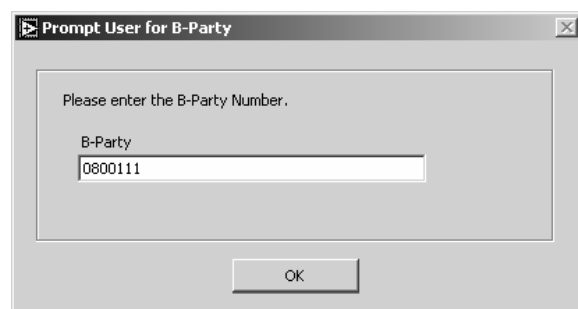 Prompt User for B-Party
Please enter the B-Party Number.
B-Party
0800111
OK